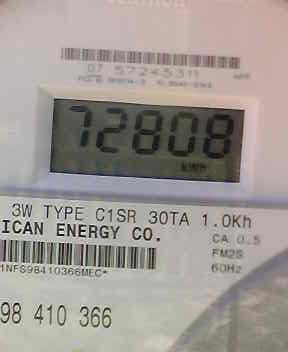 07 57245311
72808
KWH
3W TYPE C1SR 30TA 1.0Kh
ICAN ENERGY CO.
CA 0.5
FM2S
60Hz
1NFS98410366MEC*
98 410 366